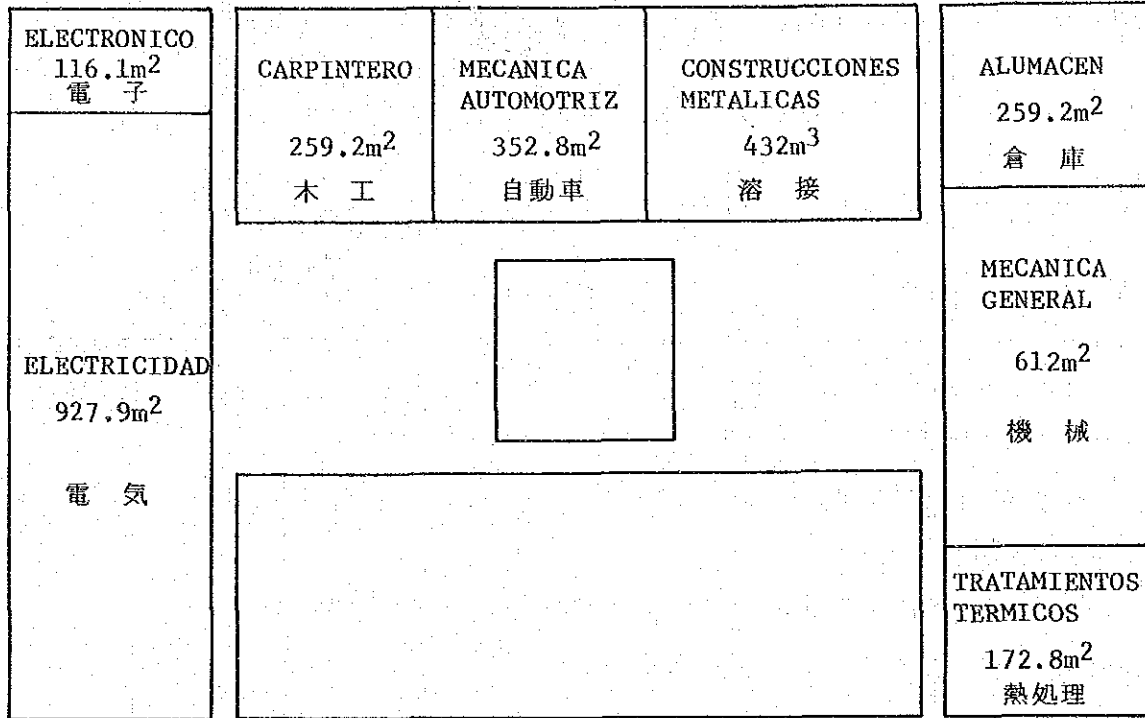 ELECTRONICO
116.1m2
電 子
ELECTRICIDAD
927.9m2
電 気
CARPINTERO
259.2m2
木 工
MECANICA
AUTOMOTRIZ
352.8m2
自動車
CONSTRUCCIONES
METALICAS
432m3
溶 接
ALUMACEN
259.2m2
倉 庫
MECANICA
GENERAL
612m2
機 械
TRATAMIENTOS
TERMICOS
172.8m2
熱処理